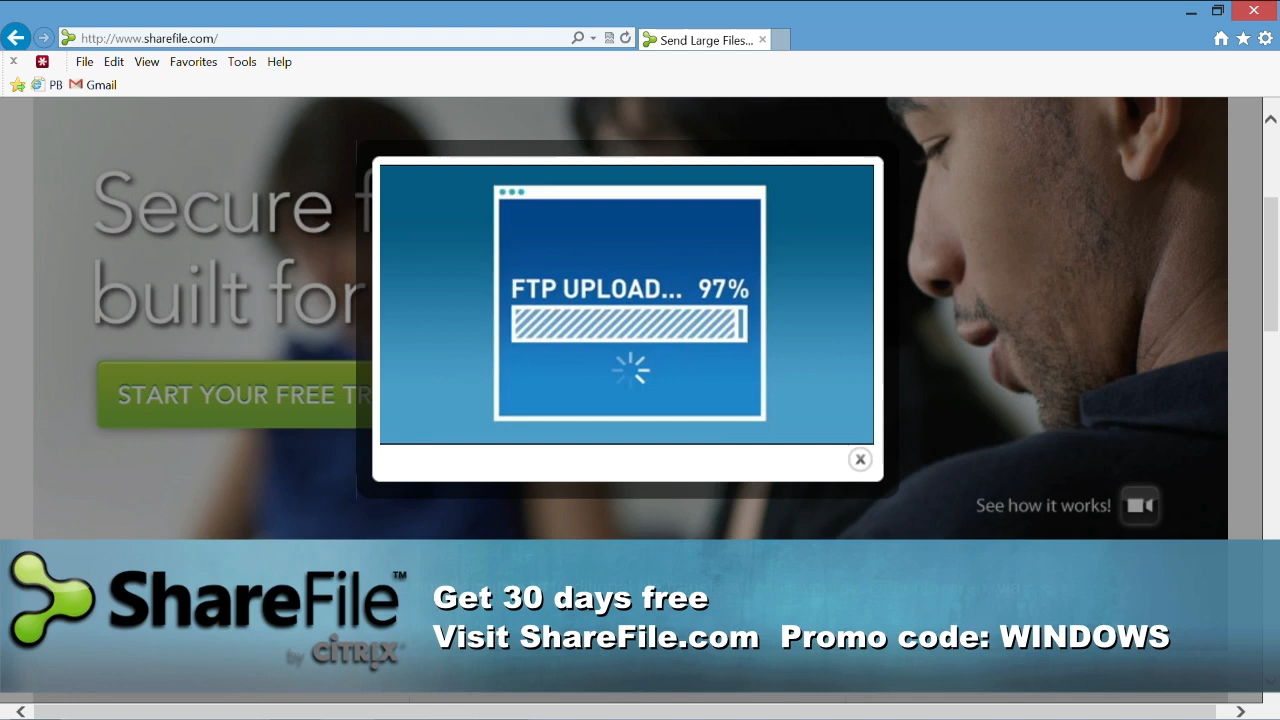 http://www.sharefile.com/
Send Large Files...
File Edit View Favorites Tools Help
PB Gmail
Secure f
built for
START YOUR FREE TR
FTP UPLOAD... 97%
See how it works!
ShareFile™
by CITRIX
Get 30 days free
Visit ShareFile.com Promo code: WINDOWS